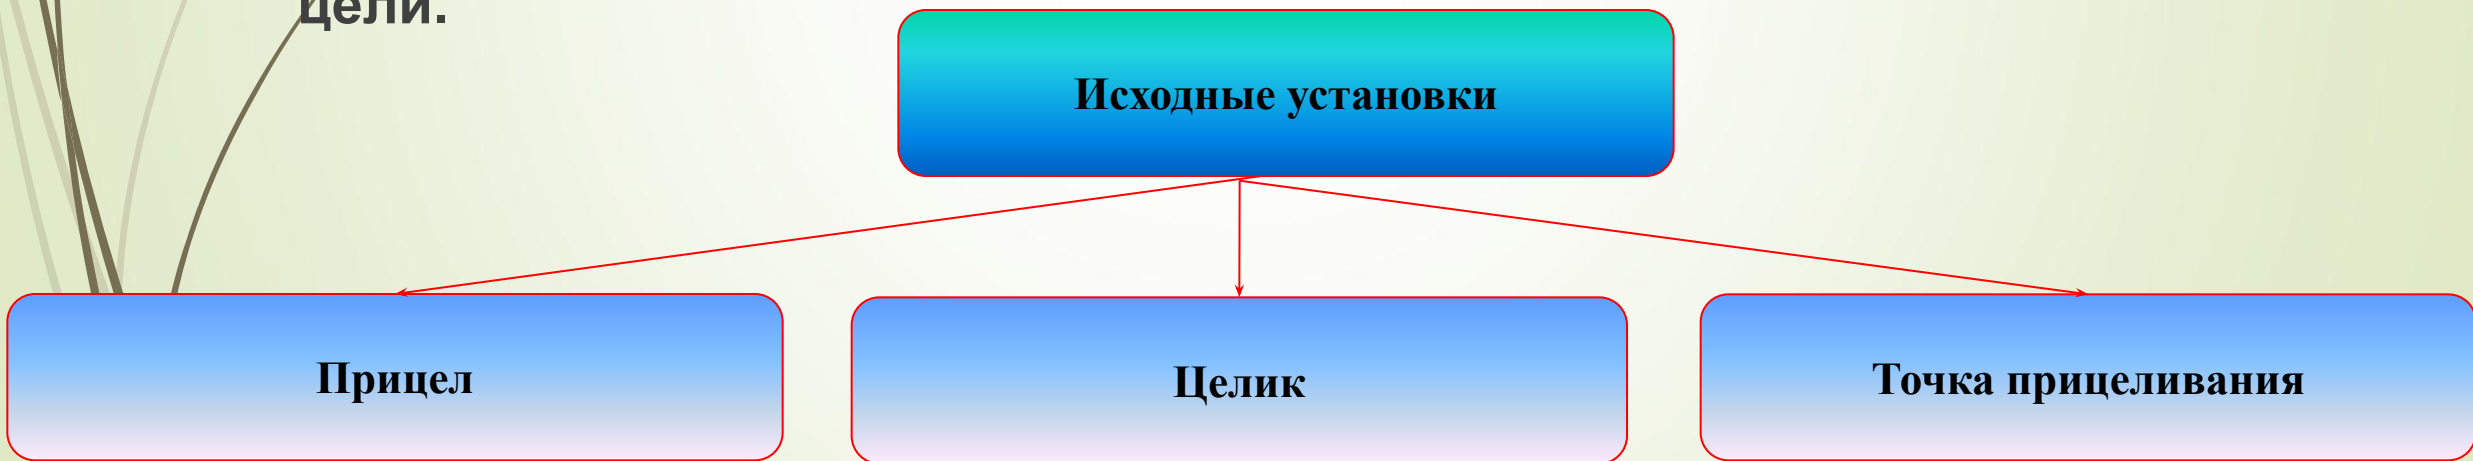 цели.
Исходные установки
Прицел
Целик
Точка прицеливания